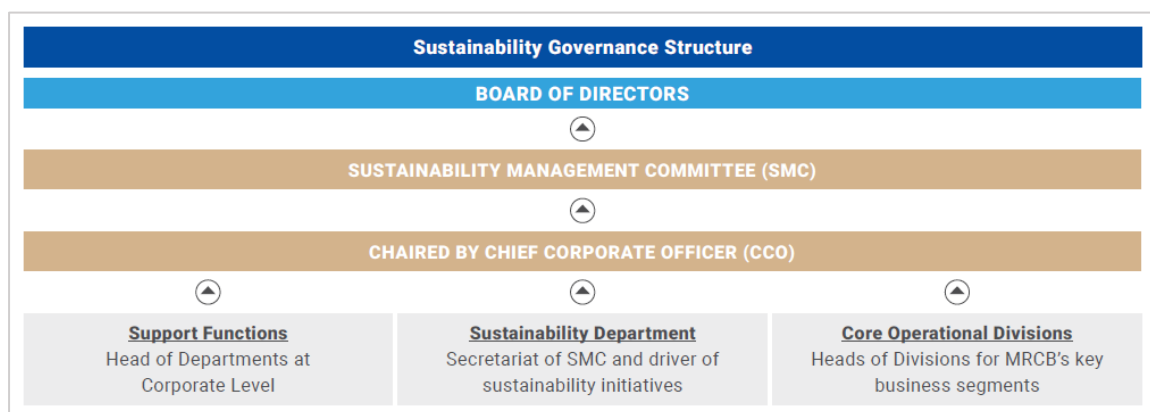 Sustainability Governance Structure
BOARD OF DIRECTORS
SUSTAINABILITY MANAGEMENT COMMITTEE (SMC)
CHAIRED BY CHIEF CORPORATE OFFICER (CCO)
Support Functions
Head of Departments at
Corporate Level
Sustainability Department
Secretariat of SMC and driver of
sustainability initiatives
Core Operational Divisions
Heads of Divisions for MRCB's key
business segments